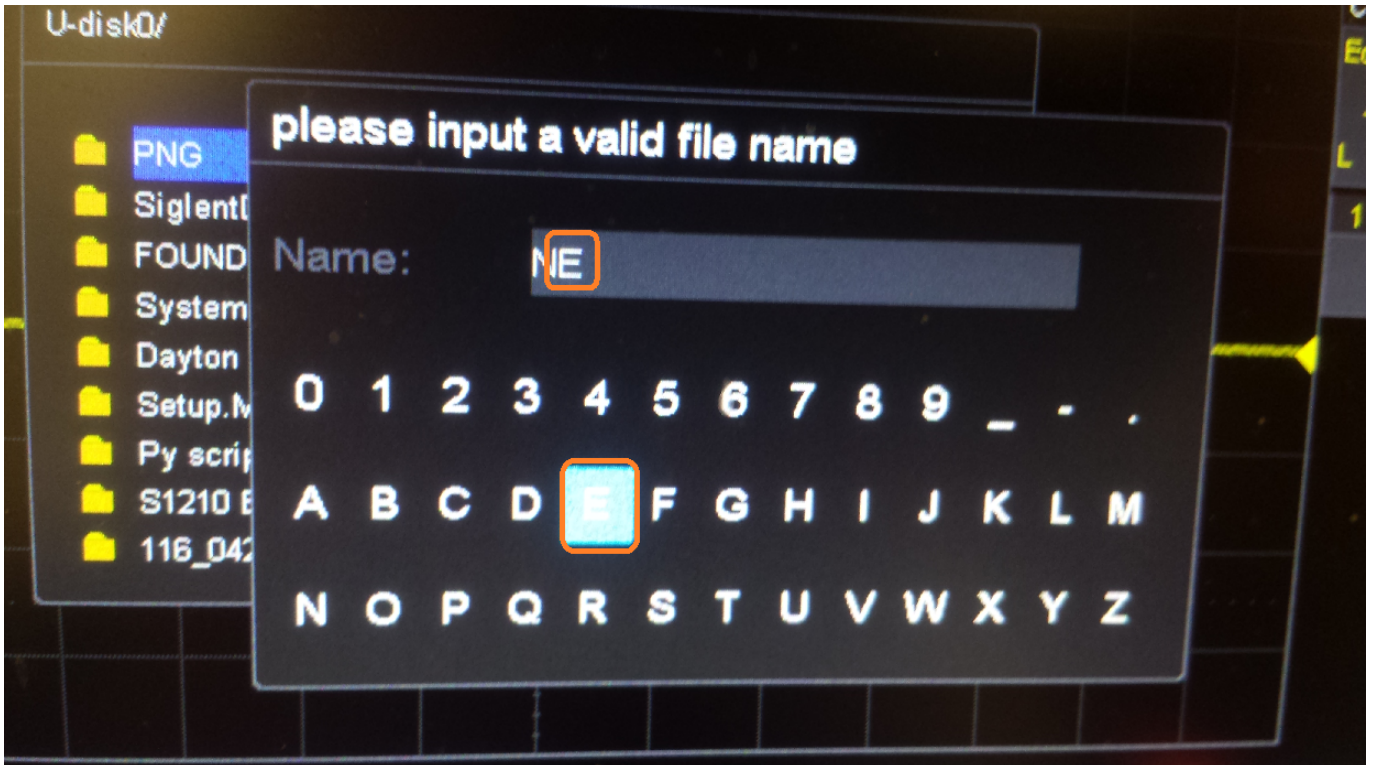 U-disk0/
PNG
Siglent
FOUND
System
Dayton
Setup.
Py scrip
S1210
116_042
please input a valid file name
Name: NE
0 1 2 3 4 5 6 7 8 9 _ - .
A B C D E F G H I J K L M
N O P Q R S T U V W X Y Z
L
1